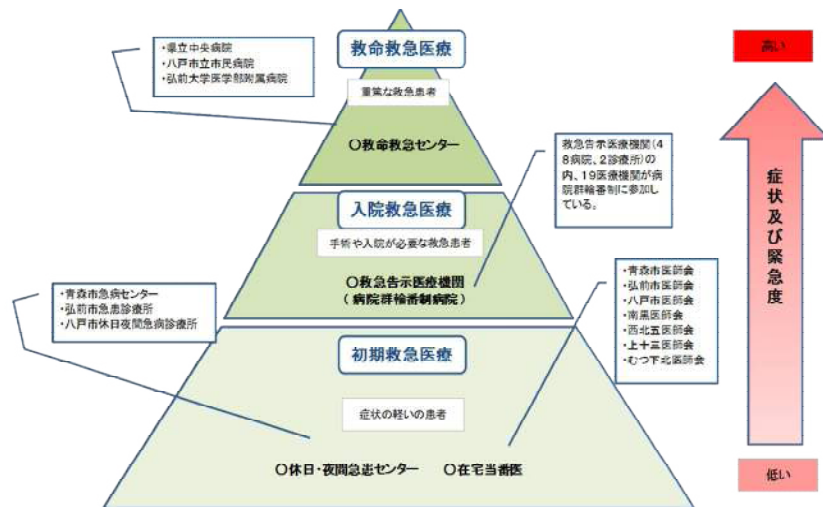 救命救急医療
・県立中央病院
・八戸市立市民病院
・弘前大学医学部附属病院
重篤な救急患者
〇救命救急センター
高い
救急告示医療機関(4
8病院、2診療所)の
内、19医療機関が病
院群輪番制に参加し
ている。
入院救急医療
手術や入院が必要な救急患者
〇救急告示医療機関
(病院群輪番制病院)
症状及び緊急度
・青森市急病センター
・弘前市急患診療所
・八戸市休日夜間急病診療所
・青森市医師会
・弘前市医師会
・八戸市医師会
・南黒医師会
・西北五医師会
・上十三医師会
・むつ下北医師会
初期救急医療
症状の軽いの患者
〇休日・夜間急患センター
〇在宅当番医
低い